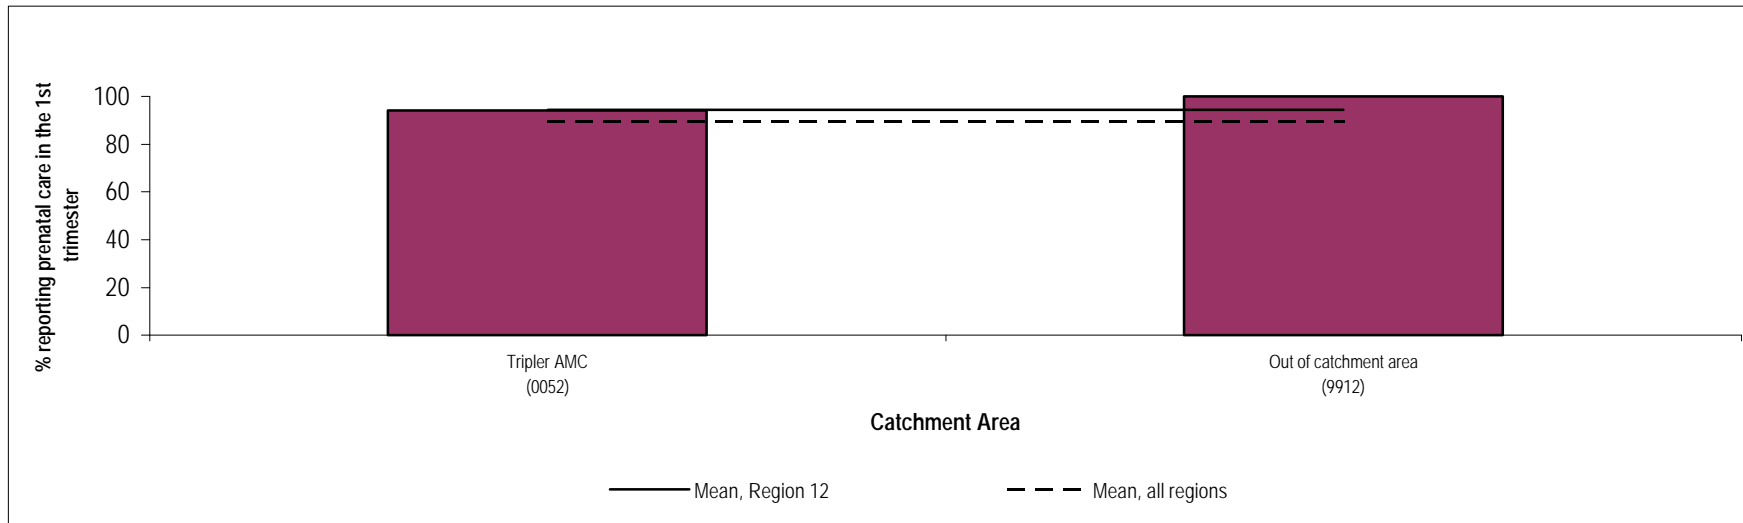 % reporting prenatal care in the 1st
trimester
100
80
60
40
20
0
Tripler AMC
(0052)
Out of catchment area
(9912)
Catchment Area
Mean, Region 12
Mean, all regions